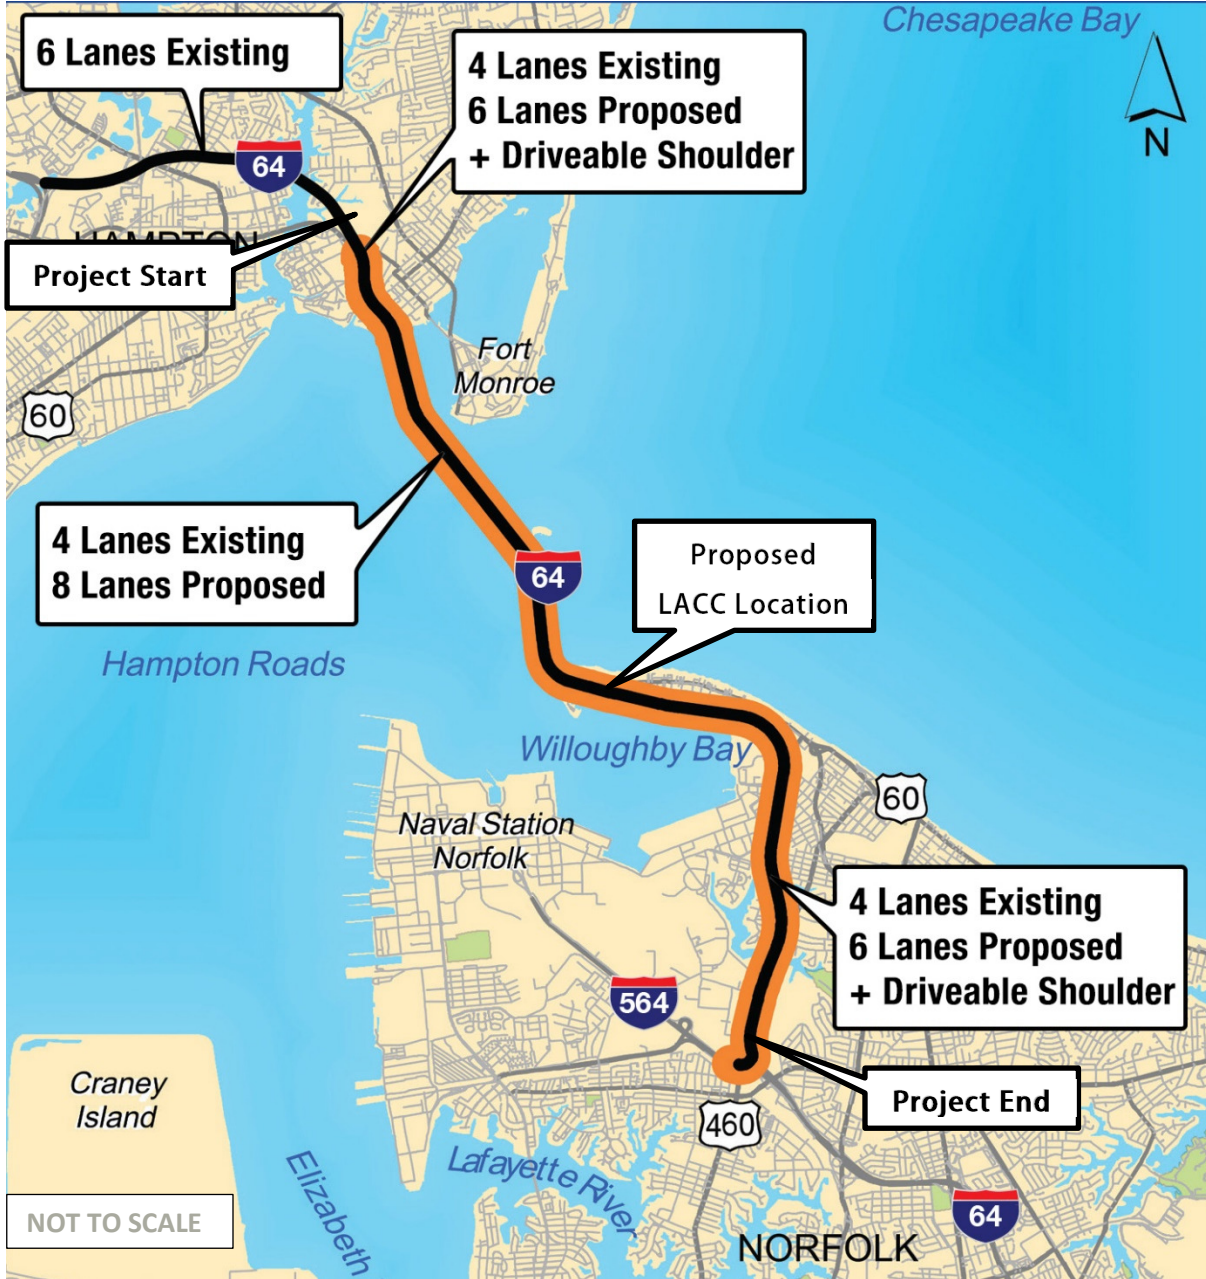 Chesapeake Bay
6 Lanes Existing
4 Lanes Existing
6 Lanes Proposed
+ Driveable Shoulder
N
64
HAMPTON
Project Start
Fort
Monroe
60
4 Lanes Existing
8 Lanes Proposed
64
Proposed
LACC Location
Hampton Roads
Willoughby Bay
60
Naval Station
Norfolk
4 Lanes Existing
6 Lanes Proposed
+ Driveable Shoulder
564
Craney
Island
Project End
460
Lafayette River
Elizabeth
64
NOT TO SCALE
NORFOLK